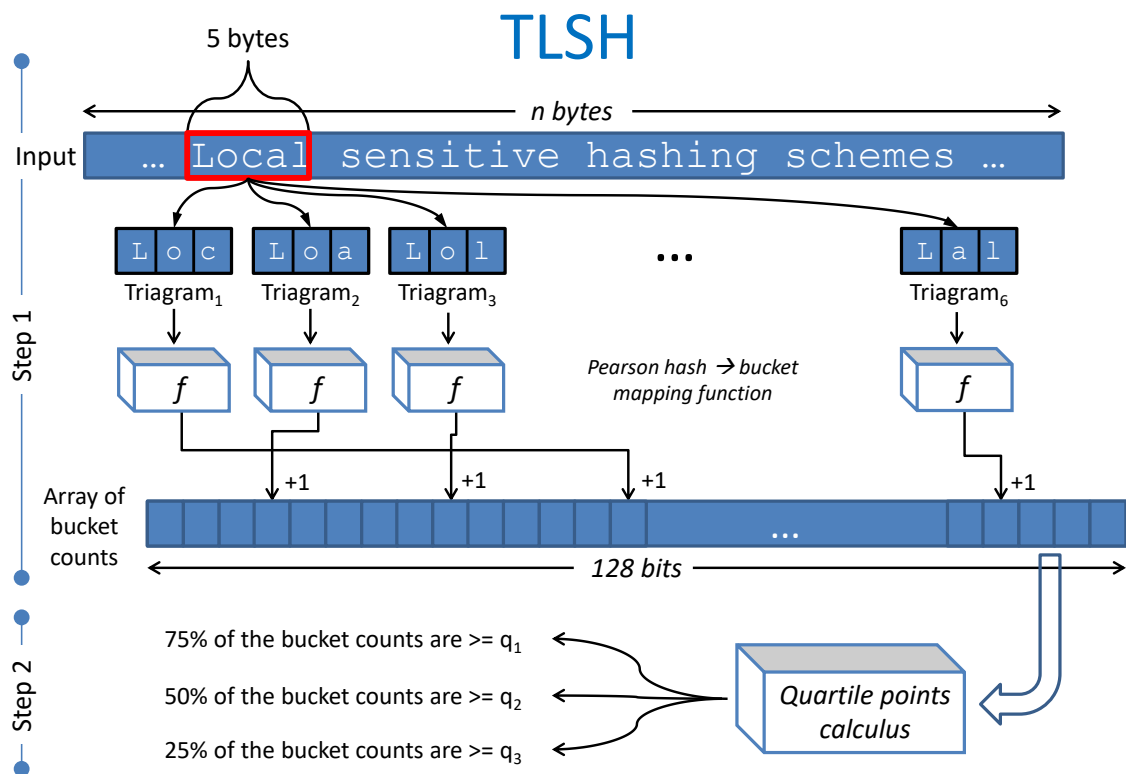 TLSH
5 bytes
n bytes
Input
... Local sensitive hashing schemes ...
L o c
L o a
L o l
...
L a l
Triagram₁
Triagram₂
Triagram₃
Triagram₆
Step 1
f
f
f
f
Pearson hash → bucket
mapping function
+1
+1
+1
+1
Array of
bucket
counts
...
128 bits
Step 2
75% of the bucket counts are >= q₁
50% of the bucket counts are >= q₂
25% of the bucket counts are >= q₃
Quartile points
calculus